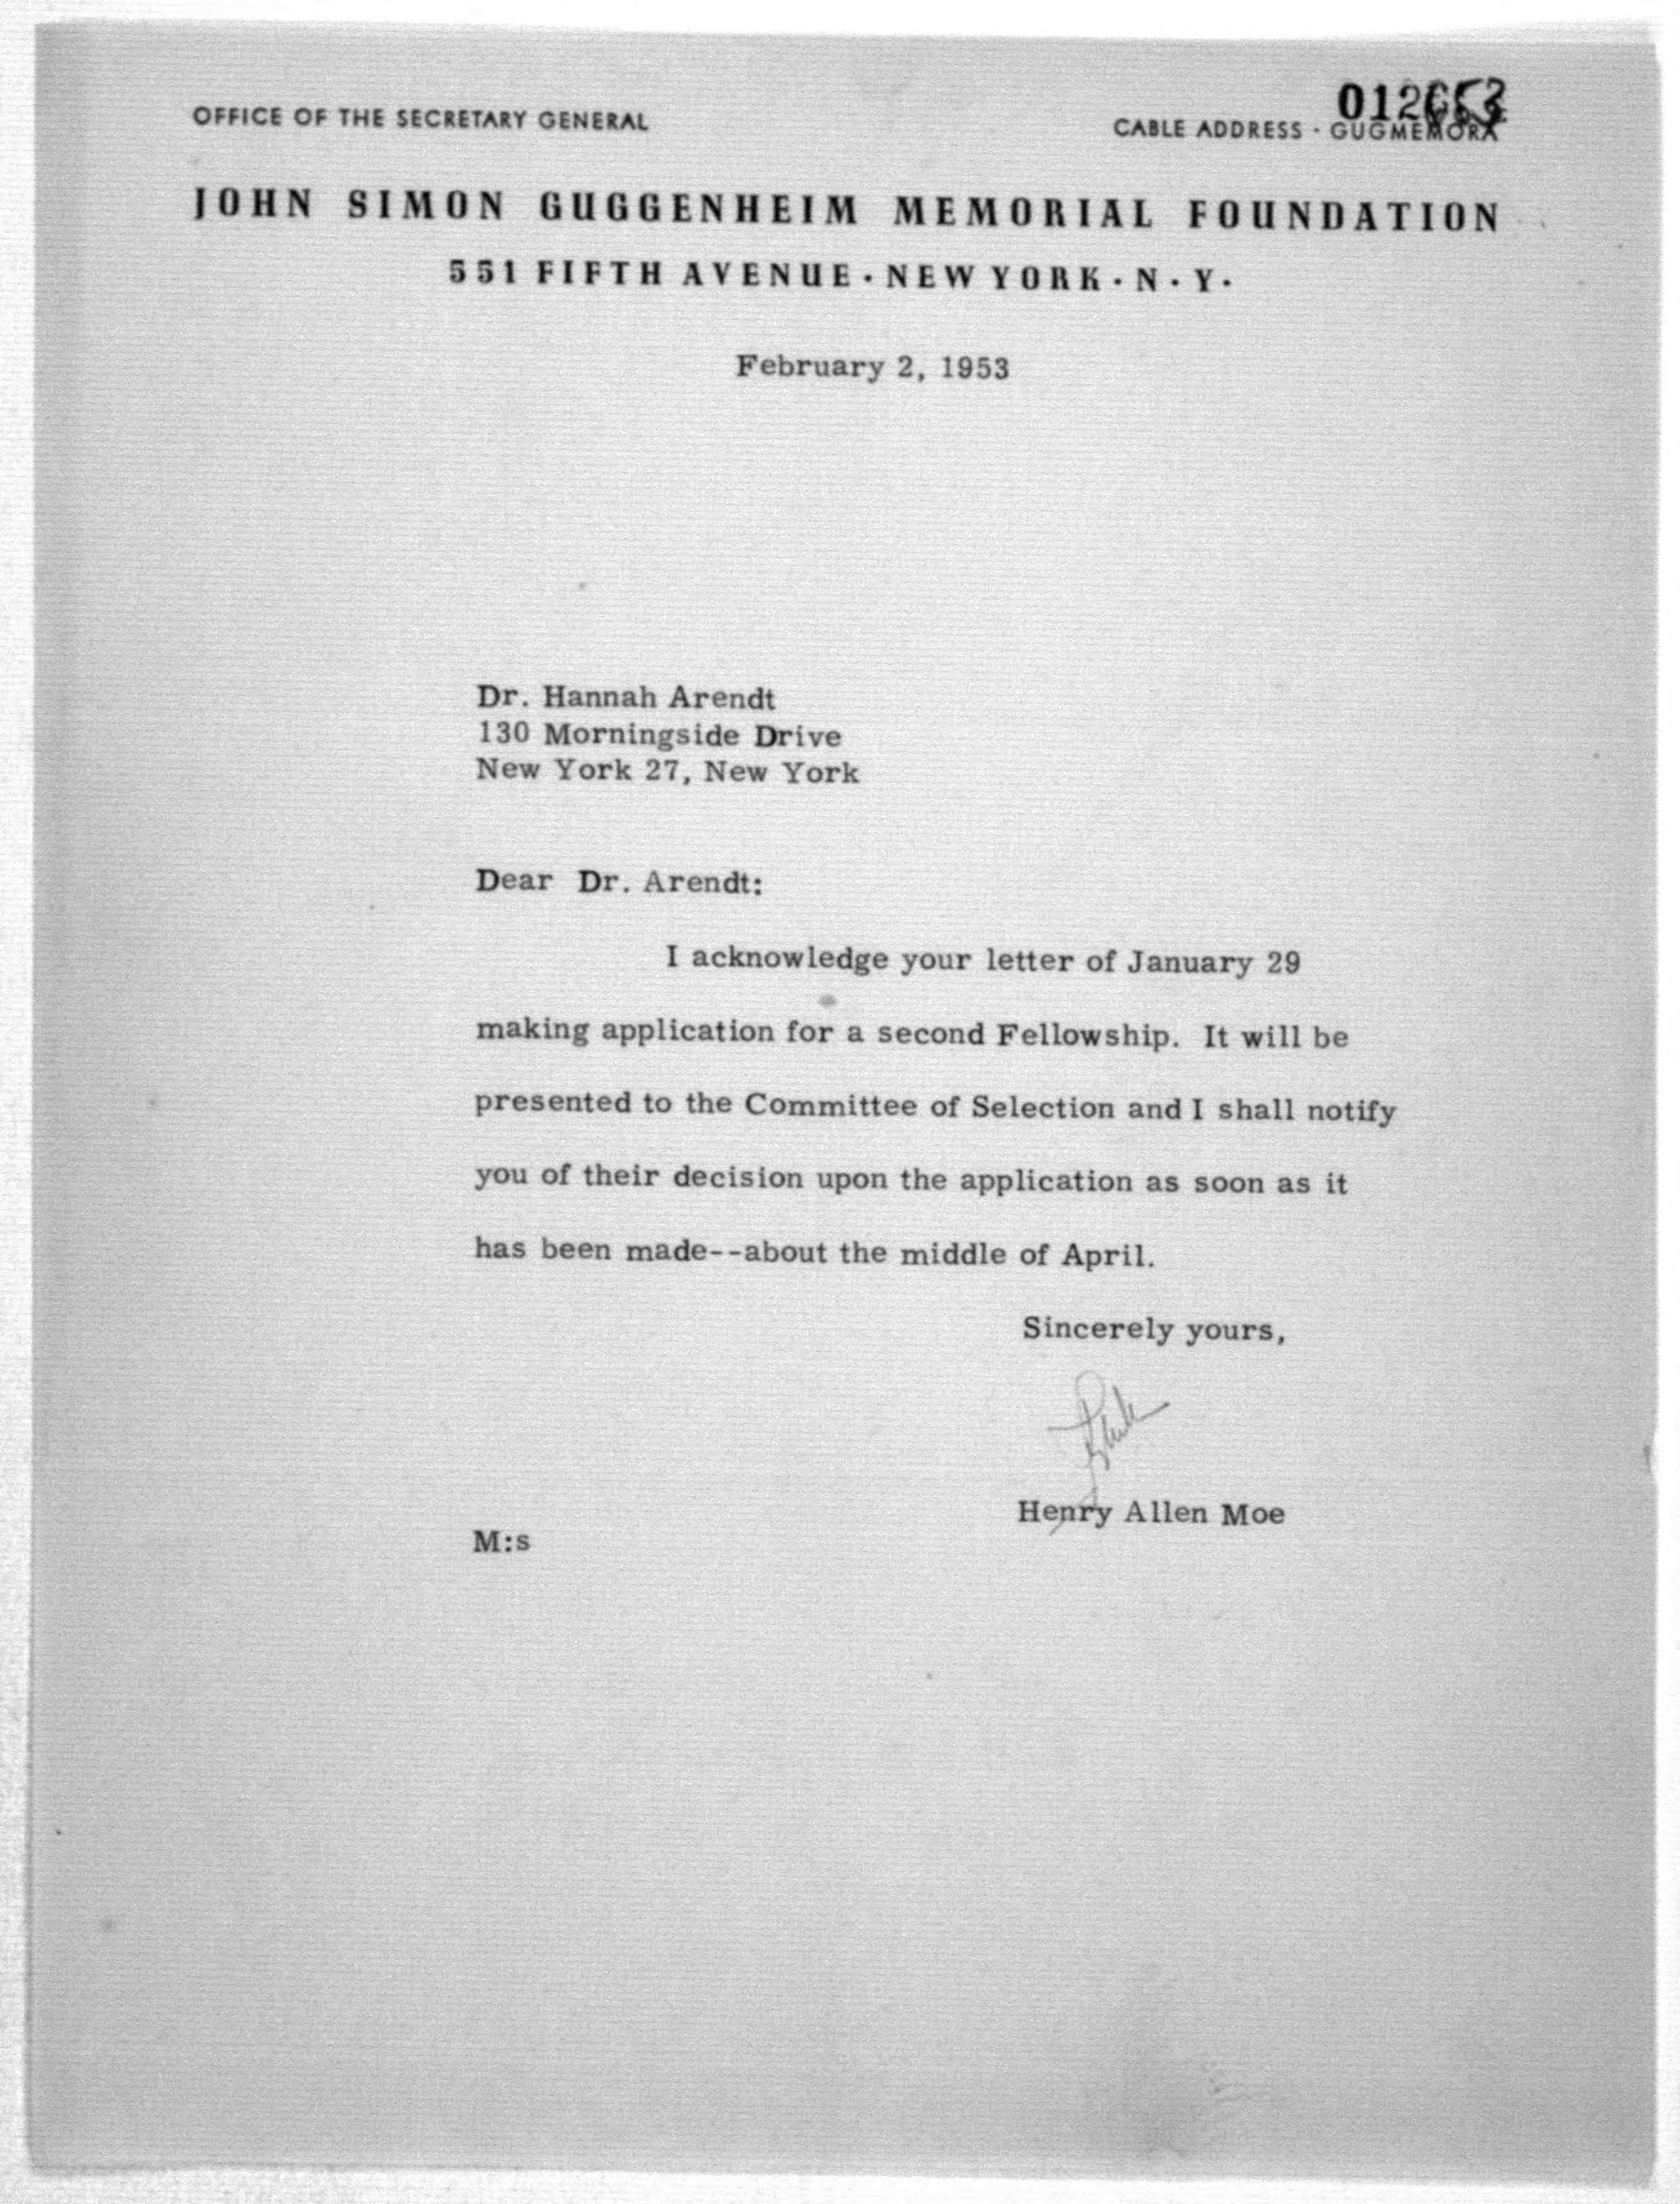 OFFICE OF THE SECRETARY GENERAL
CABLE ADDRESS · GUGMEMORA
JOHN SIMON GUGGENHEIM MEMORIAL FOUNDATION
551 FIFTH AVENUE · NEW YORK · N · Y ·
February 2, 1953
Dr. Hannah Arendt
130 Morningside Drive
New York 27, New York
Dear Dr. Arendt:
I acknowledge your letter of January 29
making application for a second Fellowship. It will be
presented to the Committee of Selection and I shall notify
you of their decision upon the application as soon as it
has been made--about the middle of April.
Sincerely yours,
Henry Allen Moe
M:s